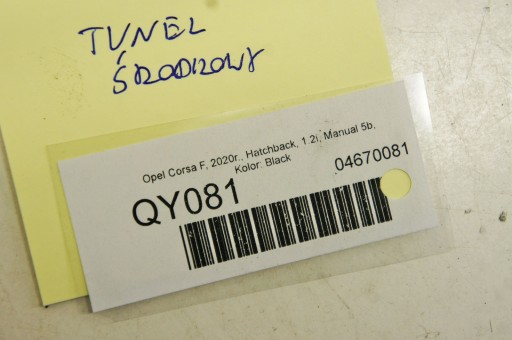 TUNEL
ŚRODKOWY
Opel Corsa F, 2020r., Hatchback, 1.2i, Manual 5b,
Kolor: Black
QY081
04670081